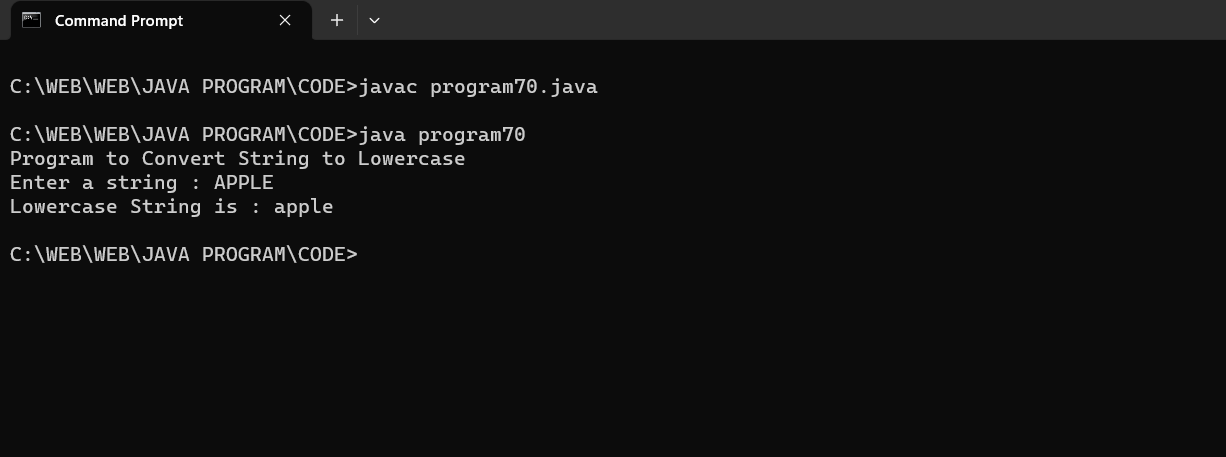 Command Prompt
C:\WEB\WEB\JAVA PROGRAM\CODE>javac program70.java
C:\WEB\WEB\JAVA PROGRAM\CODE>java program70
Program to Convert String to Lowercase
Enter a string : APPLE
Lowercase String is : apple
C:\WEB\WEB\JAVA PROGRAM\CODE>